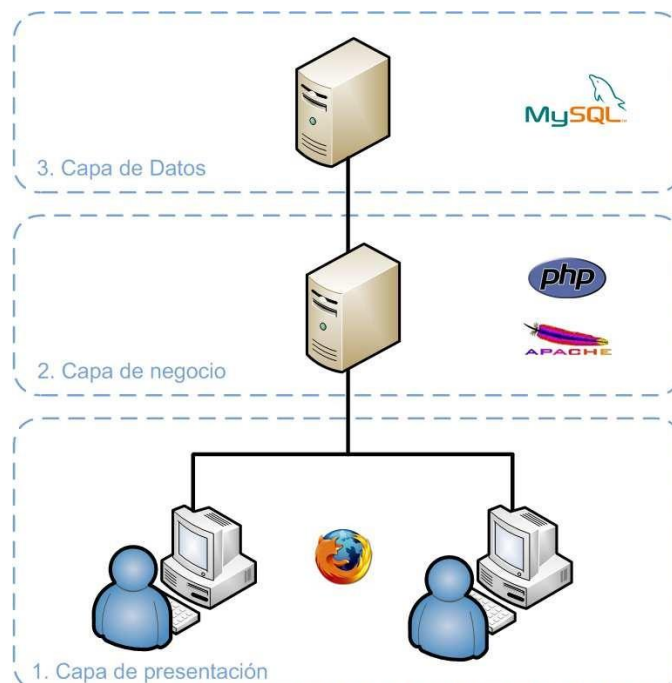 MySQL
3. Capa de Datos
php
APACHE
2. Capa de negocio
1. Capa de presentación